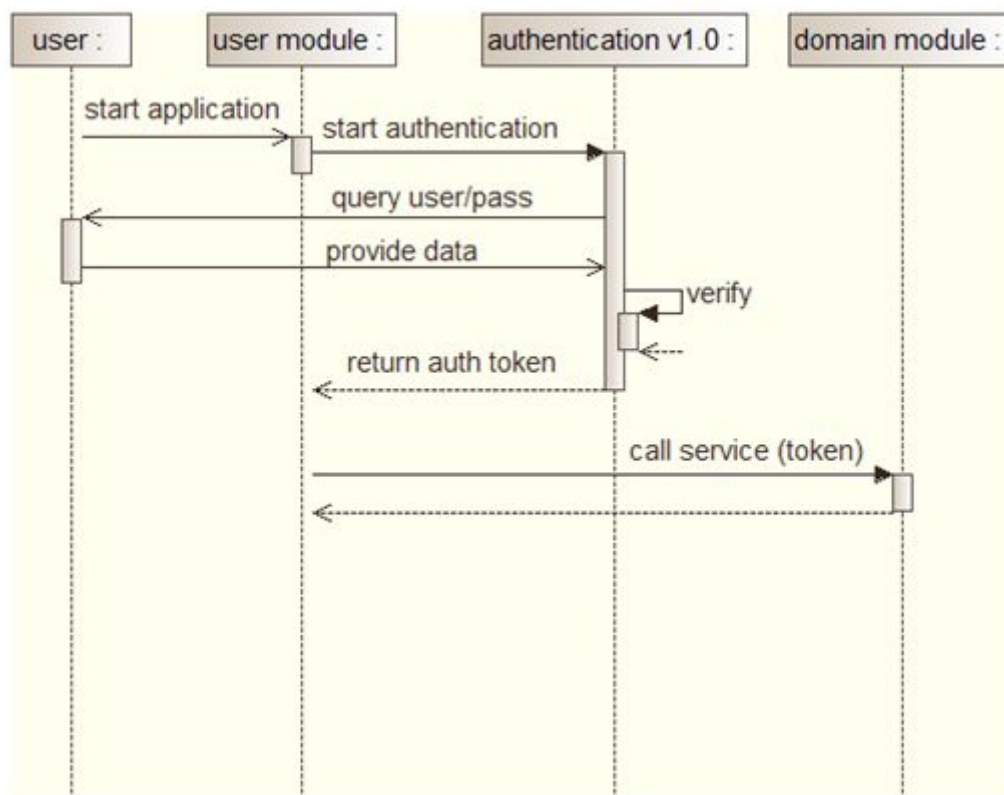 user :
user module :
authentication v1.0 :
domain module :
start application
start authentication
query user/pass
provide data
verify
return auth token
call service (token)